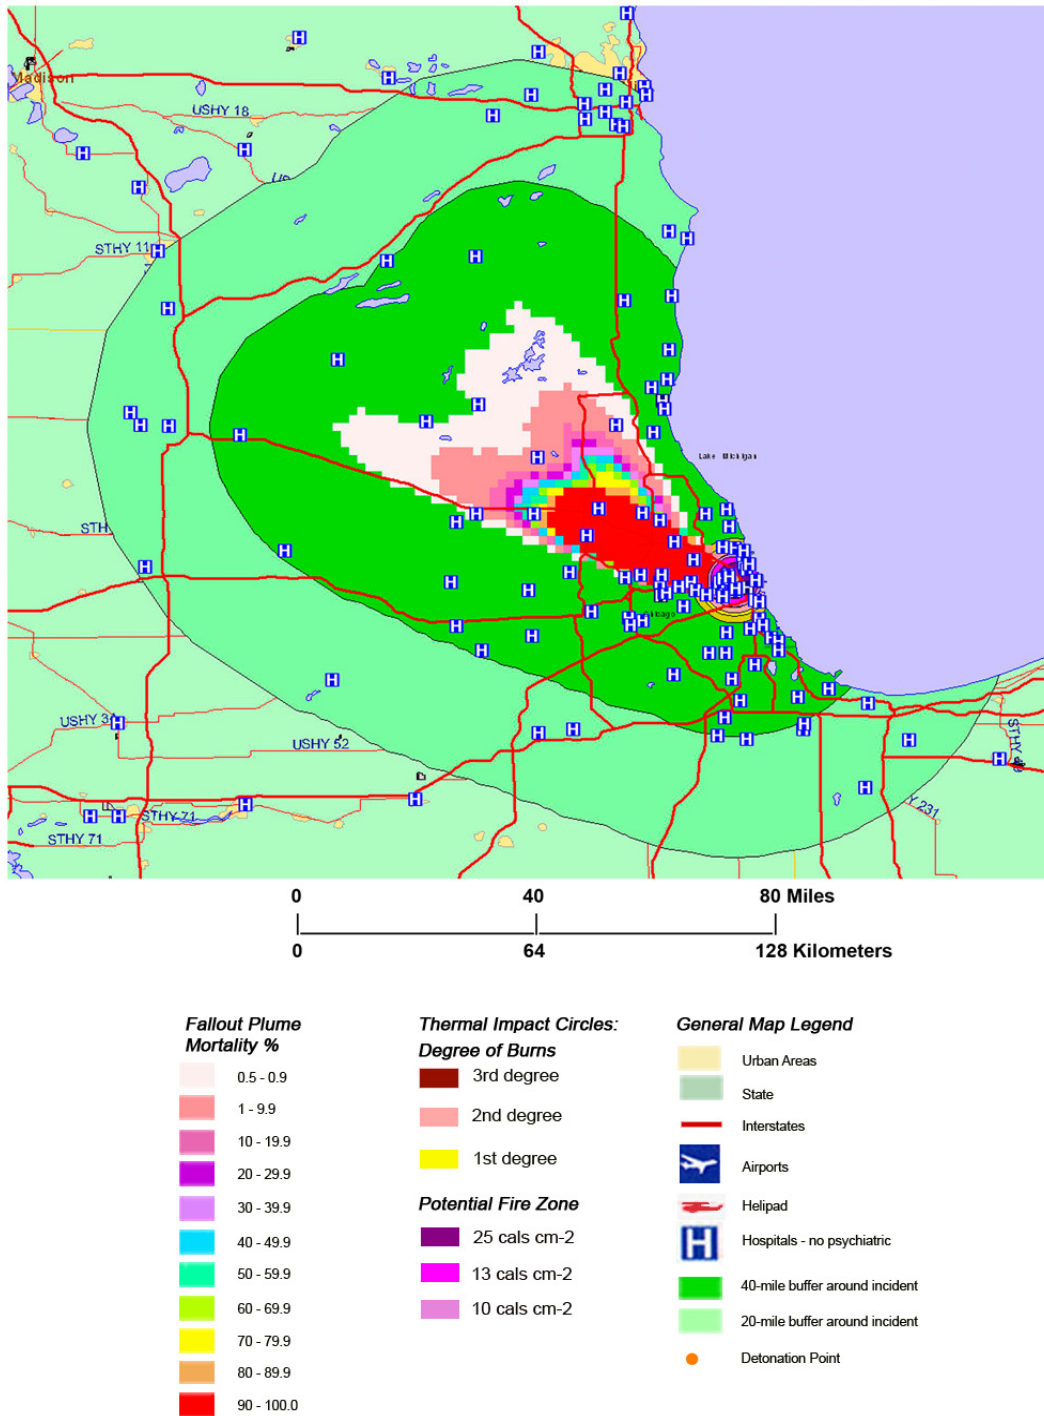 Madison
USHY 18
STHY 11
Lake Michigan
STH
Chicago
USHY 34
USHY 52
STHY 49
STHY 71
Y 231
STHY 71
0 40 80 Miles
0 64 128 Kilometers
Fallout Plume
Mortality %
0.5 - 0.9
1 - 9.9
10 - 19.9
20 - 29.9
30 - 39.9
40 - 49.9
50 - 59.9
60 - 69.9
70 - 79.9
80 - 89.9
90 - 100.0
Thermal Impact Circles:
Degree of Burns
3rd degree
2nd degree
1st degree
Potential Fire Zone
25 cals cm-2
13 cals cm-2
10 cals cm-2
General Map Legend
Urban Areas
State
Interstates
Airports
Helipad
H
Hospitals - no psychiatric
40-mile buffer around incident
20-mile buffer around incident
Detonation Point